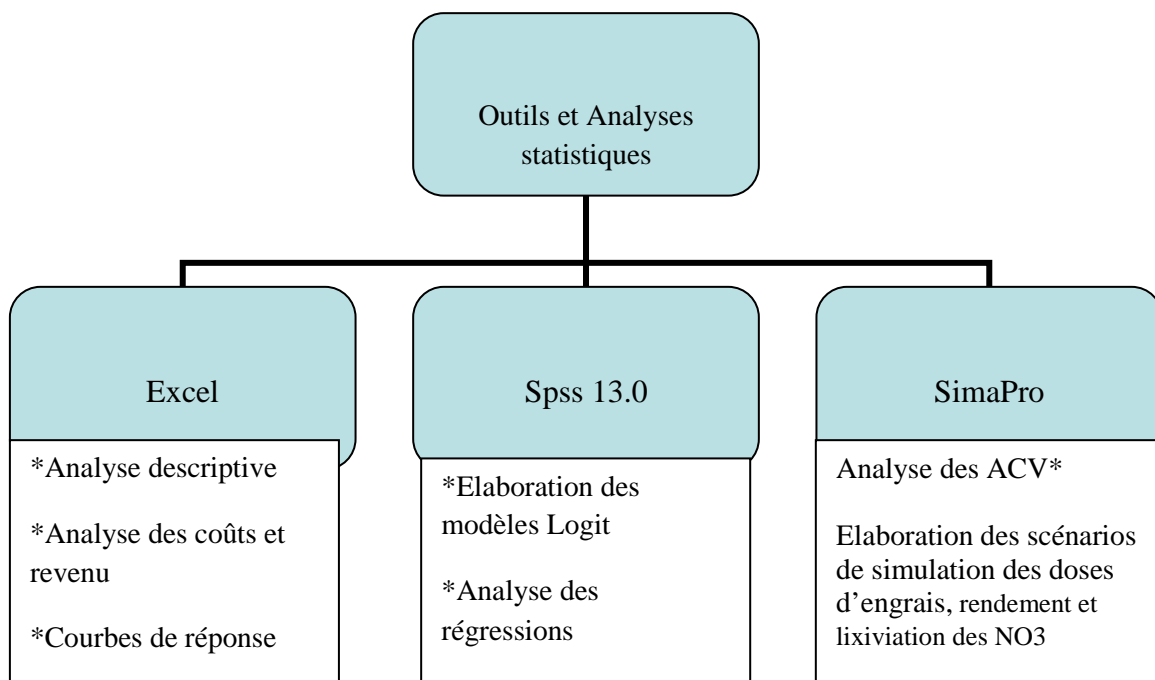 Outils et Analyses
statistiques
Excel
*Analyse descriptive
*Analyse des coûts et
revenu
*Courbes de réponse
Spss 13.0
*Elaboration des
modèles Logit
*Analyse des
régressions
SimaPro
Analyse des ACV*
Elaboration des scénarios
de simulation des doses
d’engrais, rendement et
lixiviation des NO3